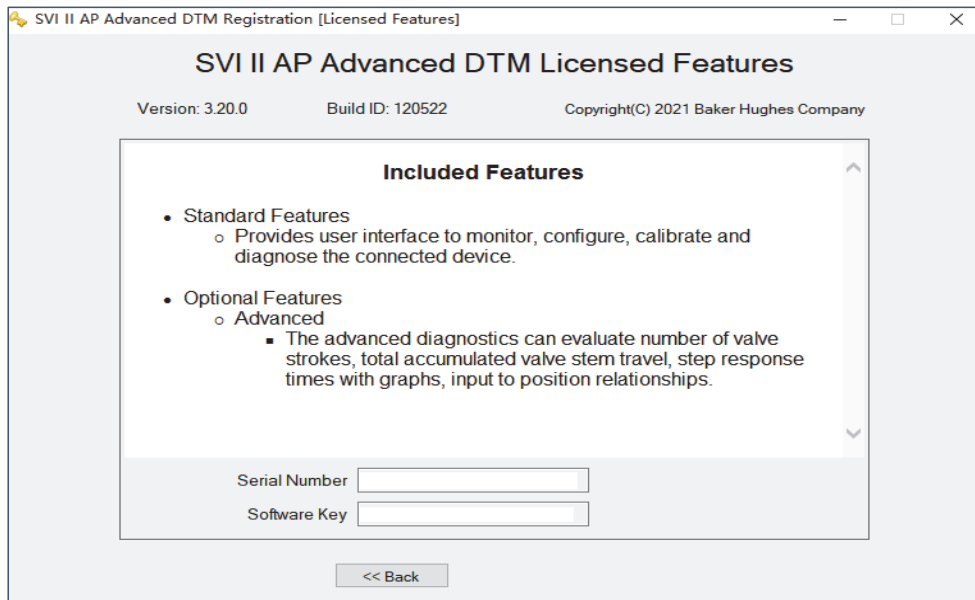 SVI II AP Advanced DTM Registration [Licensed Features]
SVI II AP Advanced DTM Licensed Features
Version: 3.20.0 Build ID: 120522 Copyright(C) 2021 Baker Hughes Company
Included Features
• Standard Features
o Provides user interface to monitor, configure, calibrate and
diagnose the connected device.
• Optional Features
o Advanced
▪ The advanced diagnostics can evaluate number of valve
strokes, total accumulated valve stem travel, step response
times with graphs, input to position relationships.
Serial Number
Software Key
<< Back